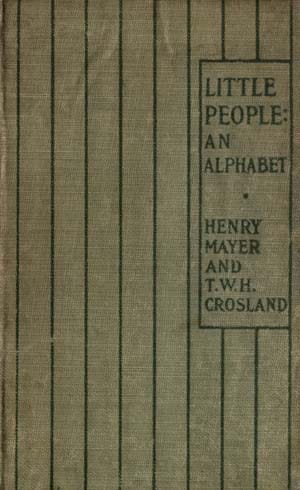 LITTLE
PEOPLE:
AN
ALPHABET
•
HENRY
MAYER
AND
T.W.H.
CROSLAND